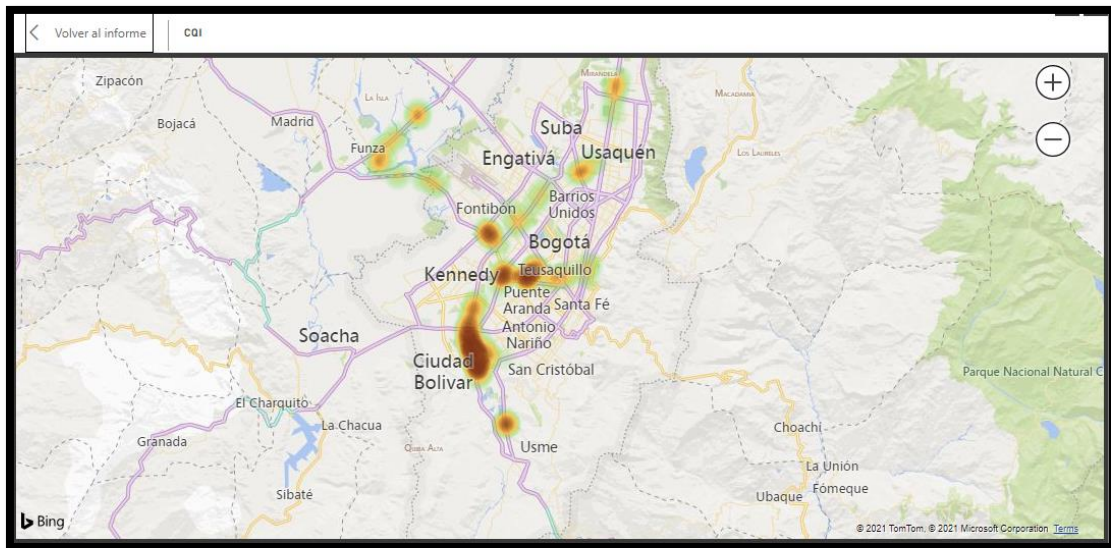 Volver al informe
CQI
Zipacón
Bojacá
Madrid
La Isla
Funza
Mirandela
Macadamia
Suba
Engativá
Usaquén
Los Laureles
Fontibón
Barrios
Unidos
Bogotá
Kennedy
Teusaquillo
Puente
Aranda
Santa Fé
Antonio
Nariño
Soacha
Ciudad
Bolivar
San Cristóbal
Parque Nacional Natural C
El Charquito
La Chacua
Granada
Quiba Alta
Usme
Choachí
La Unión
Fómeque
Ubaque
Sibaté
Bing
© 2021 TomTom, © 2021 Microsoft Corporation Terms